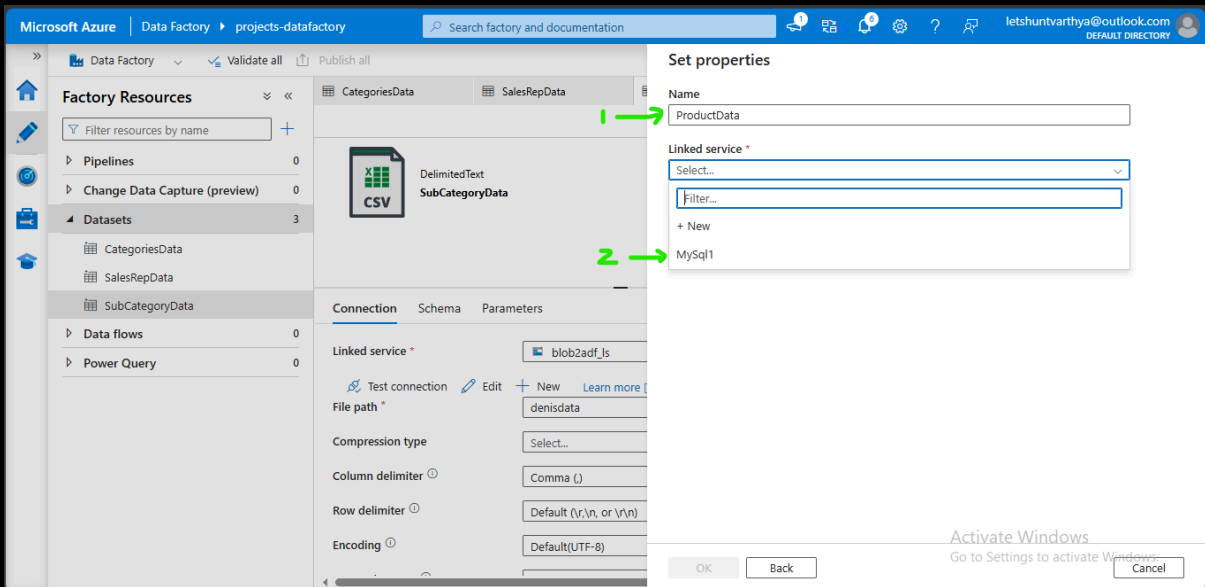 Microsoft Azure | Data Factory ▸ projects-datafactory
Search factory and documentation
1
6
letshuntvarthya@outlook.com
DEFAULT DIRECTORY
Data Factory
Validate all
Publish all
Factory Resources
Filter resources by name
Pipelines 0
Change Data Capture (preview) 0
Datasets 3
CategoriesData
SalesRepData
SubCategoryData
Data flows 0
Power Query 0
CategoriesData
SalesRepData
CSV
DelimitedText
SubCategoryData
Connection Schema Parameters
Linked service * blob2adf_ls
Test connection Edit New Learn more
File path * denisdata
Compression type Select...
Column delimiter Comma (,)
Row delimiter Default (\r,\n, or \r\n)
Encoding Default(UTF-8)
Set properties
Name
1
ProductData
Linked service *
Select...
Filter...
+ New
2
MySql1
Activate Windows
Go to Settings to activate Windows.
OK Back Cancel